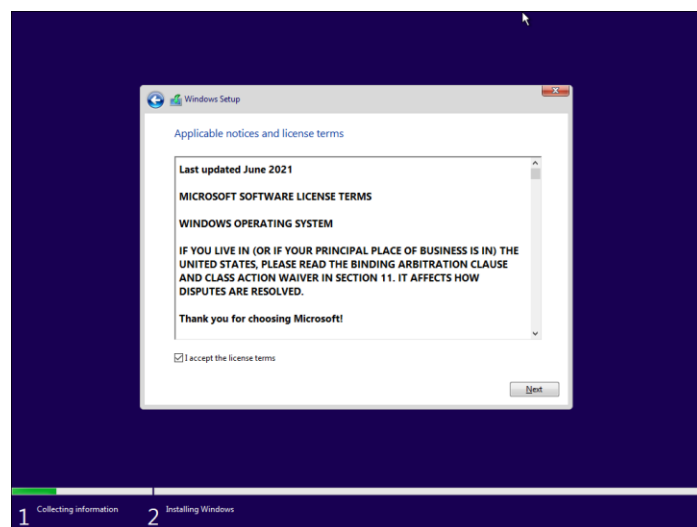 Windows Setup
Applicable notices and license terms
Last updated June 2021
MICROSOFT SOFTWARE LICENSE TERMS
WINDOWS OPERATING SYSTEM
IF YOU LIVE IN (OR IF YOUR PRINCIPAL PLACE OF BUSINESS IS IN) THE
UNITED STATES, PLEASE READ THE BINDING ARBITRATION CLAUSE
AND CLASS ACTION WAIVER IN SECTION 11. IT AFFECTS HOW
DISPUTES ARE RESOLVED.
Thank you for choosing Microsoft!
I accept the license terms
Next
1 Collecting information
2 Installing Windows